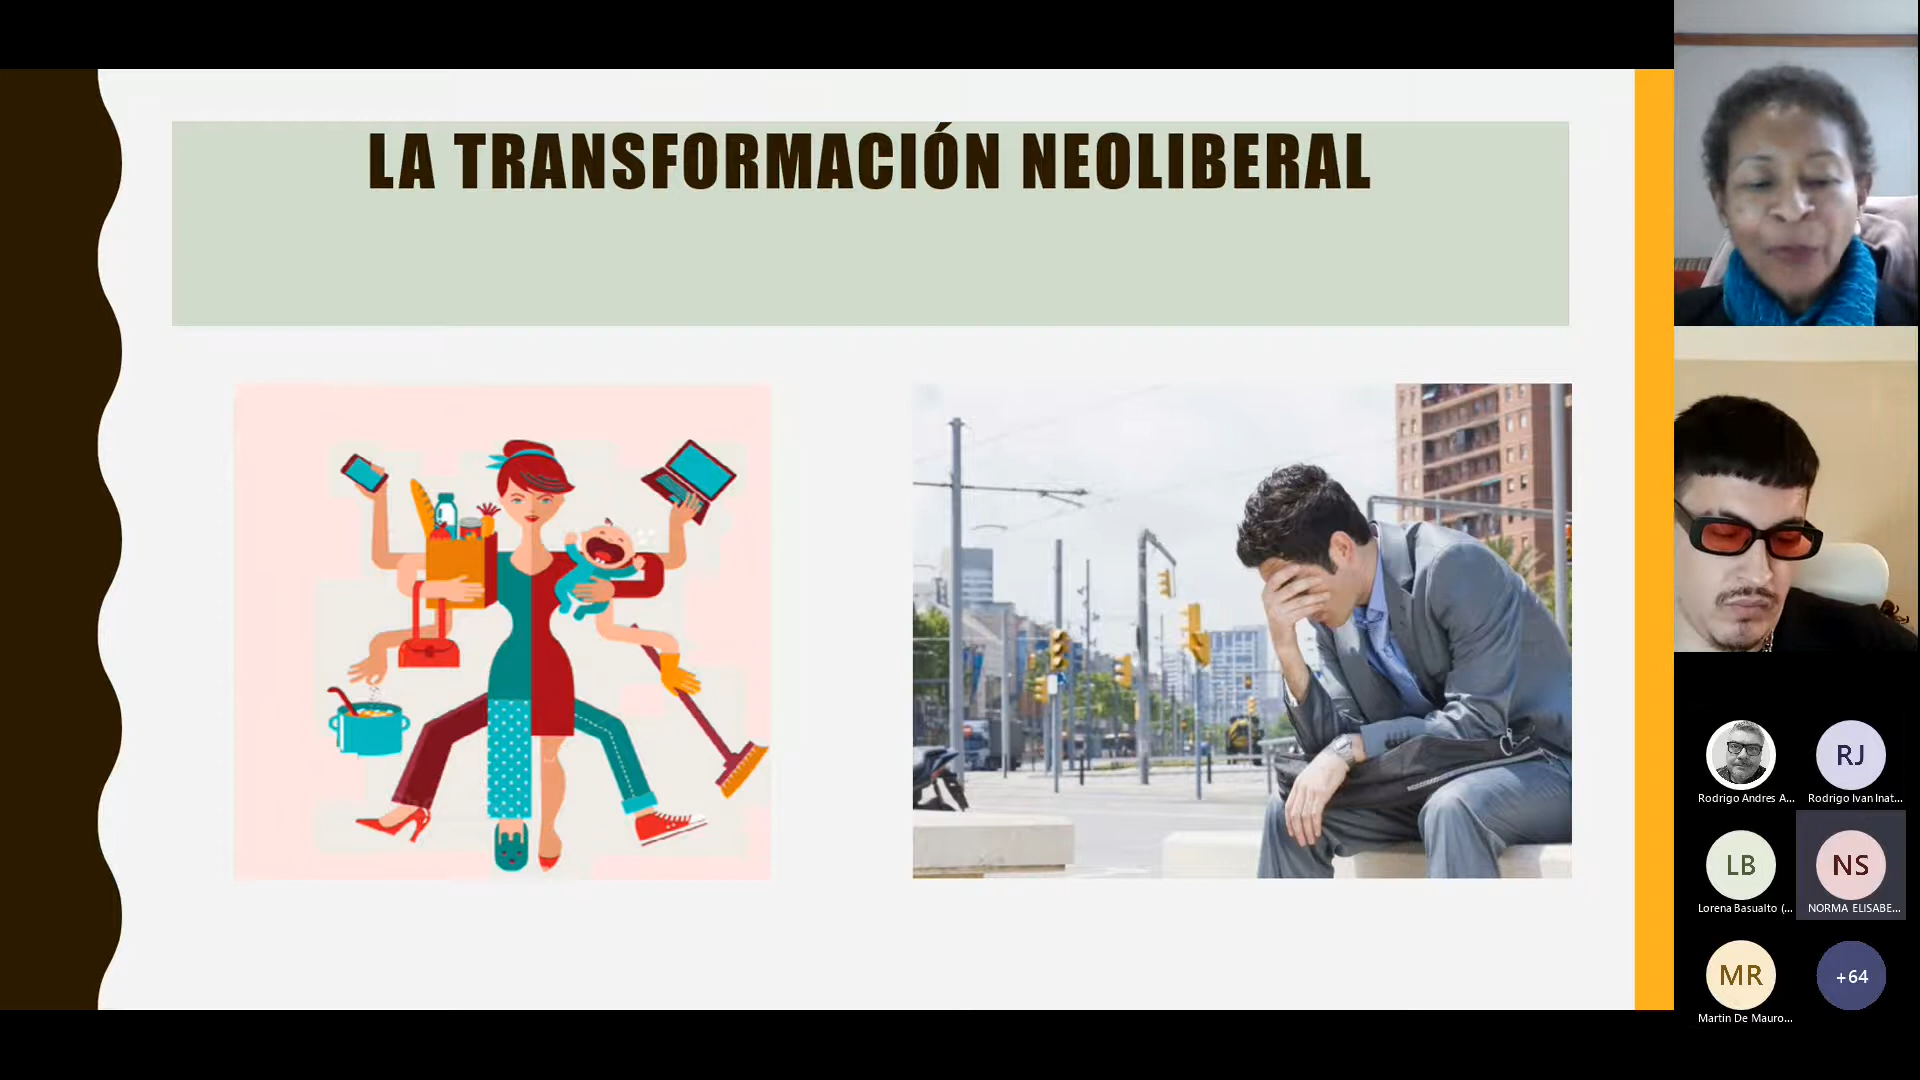 LA TRANSFORMACIÓN NEOLIBERAL
Rodrigo Andres A...
RJ
Rodrigo Ivan Inat...
LB
Lorena Basualto (...
NS
NORMA ELISABE...
MR
Martin De Mauro...
+64